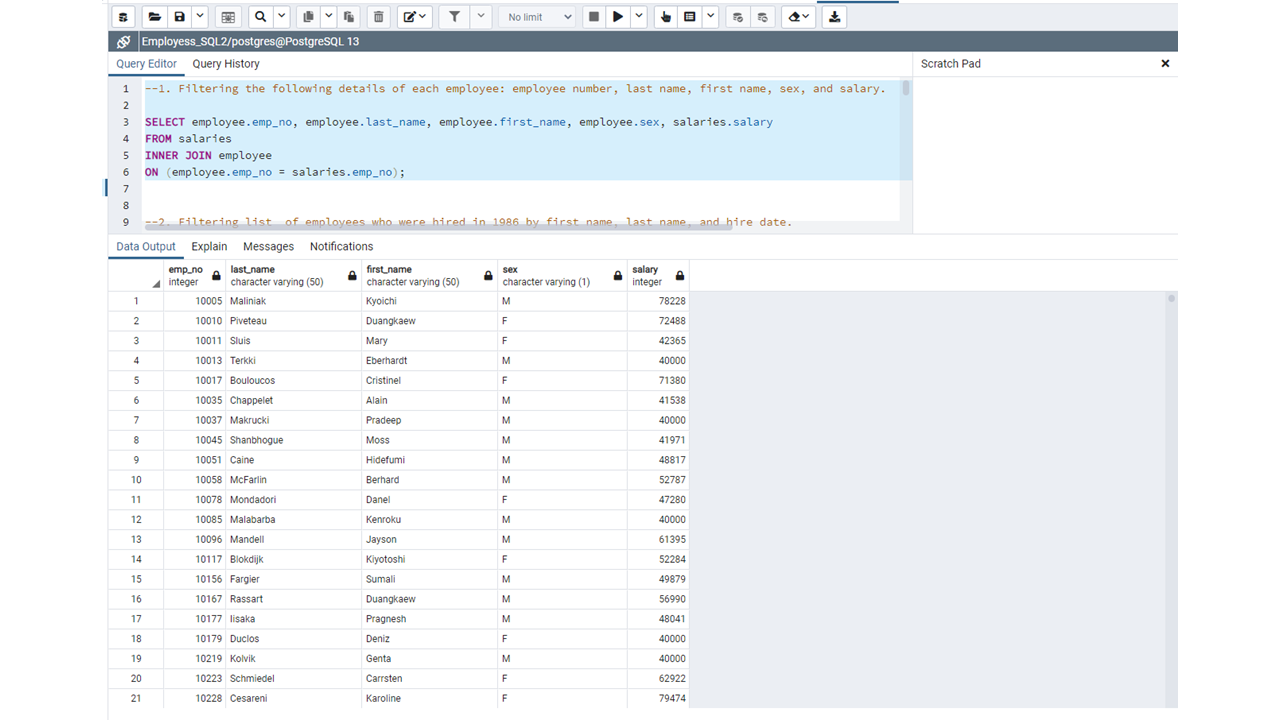 No limit
Employess_SQL2/postgres@PostgreSQL 13
Query Editor Query History Scratch Pad
1 --1. Filtering the following details of each employee: employee number, last name, first name, sex, and salary.
2
3 SELECT employee.emp_no, employee.last_name, employee.first_name, employee.sex, salaries.salary
4 FROM salaries
5 INNER JOIN employee
6 ON (employee.emp_no = salaries.emp_no);
7
8
9 --2. Filtering list of employees who were hired in 1986 by first name, last name, and hire date.
Data Output Explain Messages Notifications
emp_no last_name first_name sex salary
integer character varying (50) character varying (50) character varying (1) integer
1 10005 Maliniak Kyoichi M 78228
2 10010 Piveteau Duangkaew F 72488
3 10011 Sluis Mary F 42365
4 10013 Terkki Eberhardt M 40000
5 10017 Bouloucos Cristinel F 71380
6 10035 Chappelet Alain M 41538
7 10037 Makrucki Pradeep M 40000
8 10045 Shanbhogue Moss M 41971
9 10051 Caine Hidefumi M 48817
10 10058 McFarlin Berhard M 52787
11 10078 Mondadori Danel F 47280
12 10085 Malabarba Kenroku M 40000
13 10096 Mandell Jayson M 61395
14 10117 Blokdijk Kiyotoshi F 52284
15 10156 Fargier Sumali M 49879
16 10167 Rassart Duangkaew M 56990
17 10177 Iisaka Pragnesh M 48041
18 10179 Duclos Deniz F 40000
19 10219 Kolvik Genta M 40000
20 10223 Schmiedel Carrsten F 62922
21 10228 Cesareni Karoline F 79474